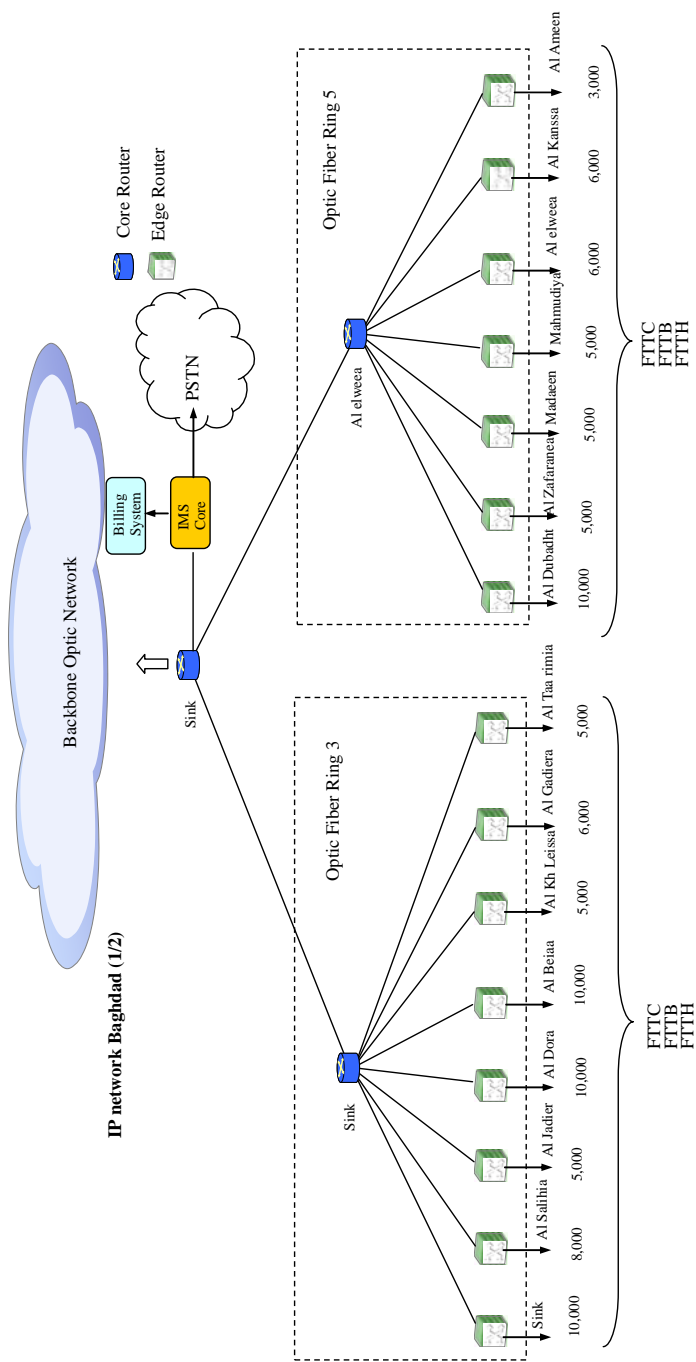 Backbone Optic Network
IP network Baghdad (1/2)
Billing
System
IMS
Core
PSTN
Core Router
Edge Router
Sink
Optic Fiber Ring 3
Optic Fiber Ring 5
Sink
Al elweea
Sink
Al Salihia
Al Jadier
Al Dora
Al Beiaa
Al Kh Leissa
Al Gadiera
Al Taa rimia
Al Dubadht
Al Zafaranea
Madaeen
Mahmudiya
Al elweea
Al Kanssa
Al Ameen
10,000
8,000
5,000
10,000
10,000
5,000
6,000
5,000
10,000
5,000
5,000
5,000
6,000
6,000
3,000
FTTC
FTTB
FTTH
FTTC
FTTB
FTTH